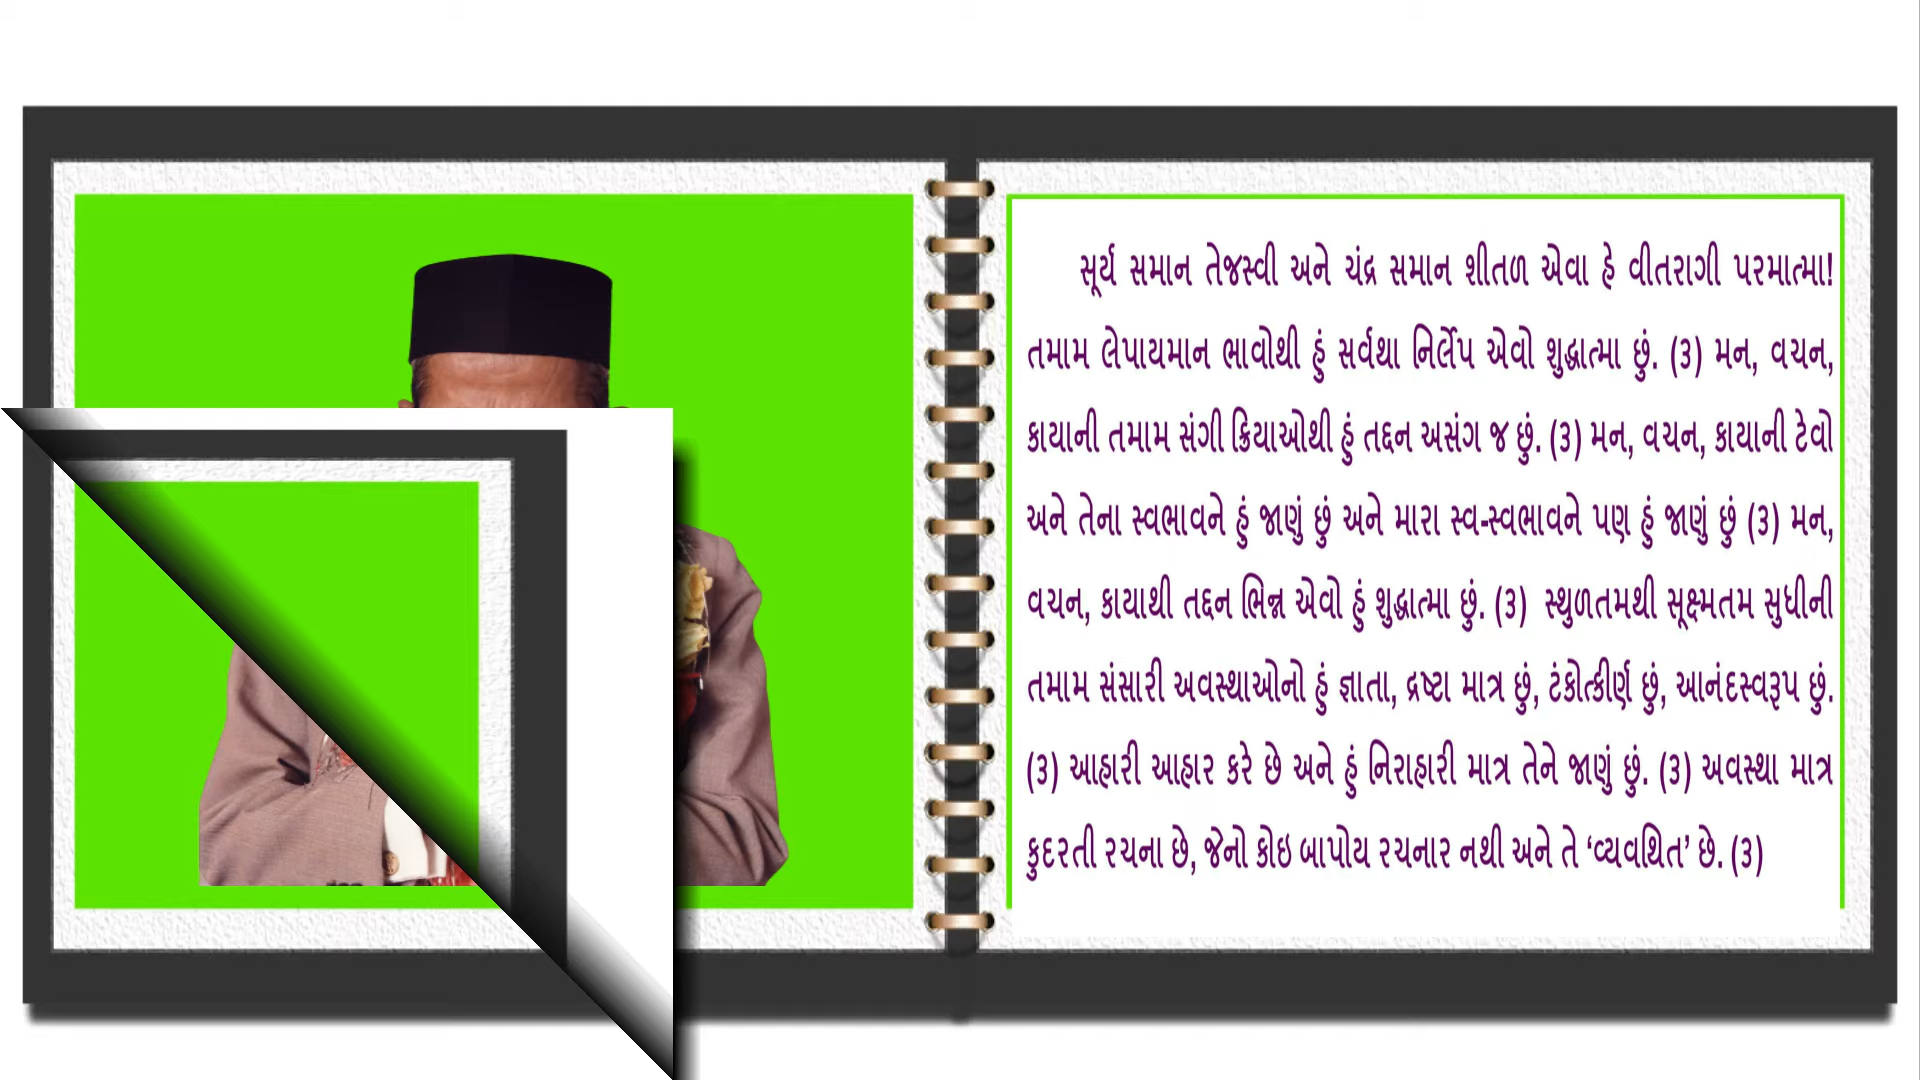 સૂર્ય સમાન તેજસ્વી અને ચંદ્ર સમાન શીતળ એવા હે વીતરાગી પરમાત્મા!
તમામ લેપાયમાન ભાવોથી હું સર્વથા નિર્લેપ એવો શુદ્ધાત્મા છું. (૩) મન, વચન,
કાયાની તમામ સંગી ક્રિયાઓથી હું તદ્દન અસંગ જ છું. (૩) મન, વચન, કાયાની ટેવો
અને તેના સ્વભાવને હું જાણું છું અને મારા સ્વ-સ્વભાવને પણ હું જાણું છું (૩) મન,
વચન, કાયાથી તદ્દન ભિન્ન એવો હું શુદ્ધાત્મા છું. (૩) સ્થુળતમથી સૂક્ષ્મતમ સુધીની
તમામ સંસારી અવસ્થાઓનો હું જ્ઞાતા, દ્રષ્ટા માત્ર છું, ટંકોત્કીર્ણ છું, આનંદસ્વરૂપ છું.
(૩) આહારી આહાર કરે છે અને હું નિરાહારી માત્ર તેને જાણું છું. (૩) અવસ્થા માત્ર
કુદરતી રચના છે, જેનો કોઇ બાપોય રચનાર નથી અને તે ‘વ્યવથિત’ છે. (૩)